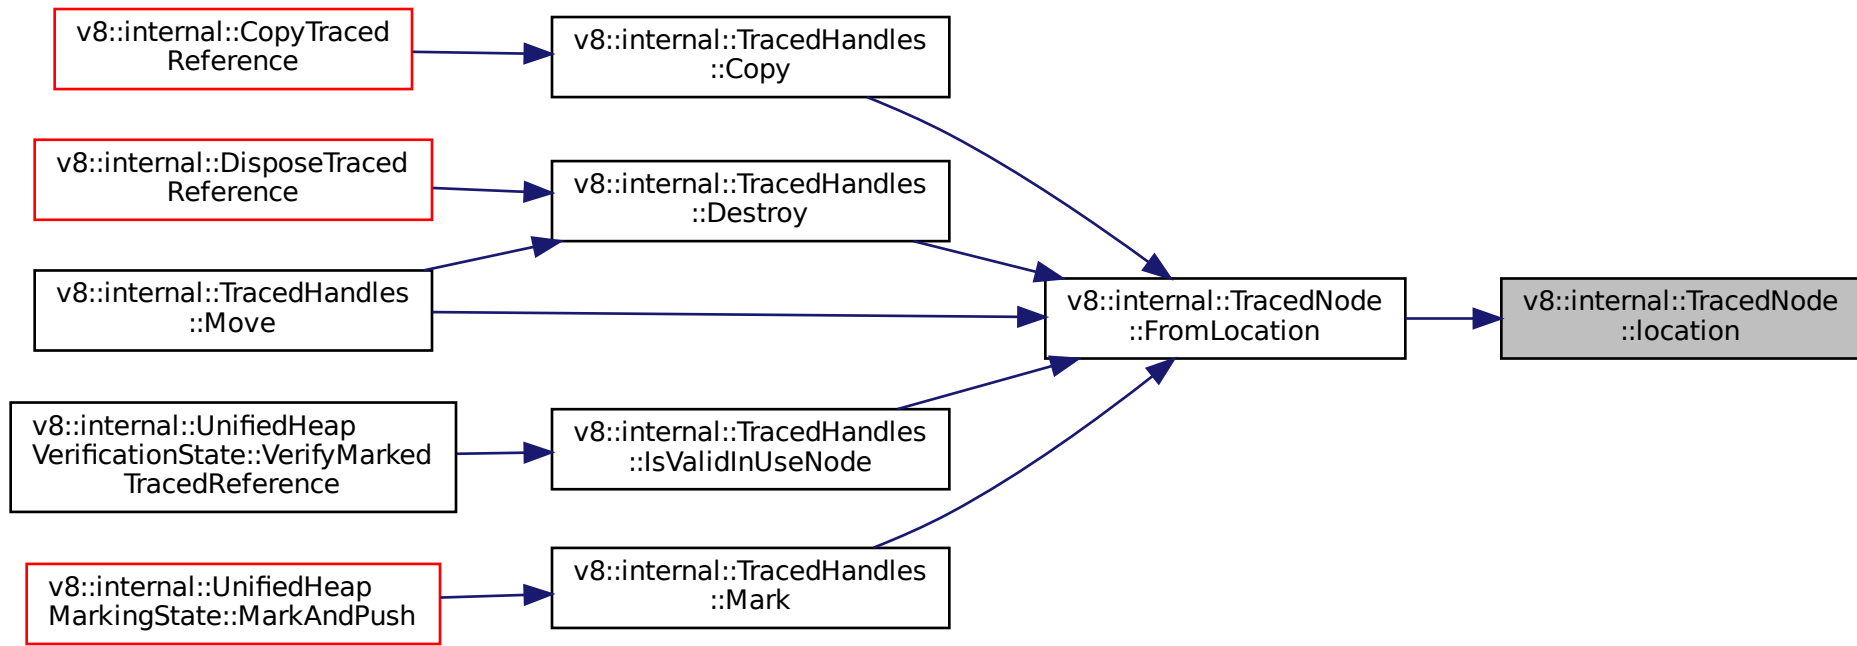 v8::internal::CopyTraced
Reference
v8::internal::TracedHandles
::Copy
v8::internal::DisposeTraced
Reference
v8::internal::TracedHandles
::Destroy
v8::internal::TracedHandles
::Move
v8::internal::TracedNode
::FromLocation
v8::internal::TracedNode
::location
v8::internal::UnifiedHeap
VerificationState::VerifyMarked
TracedReference
v8::internal::TracedHandles
::IsValidInUseNode
v8::internal::UnifiedHeap
MarkingState::MarkAndPush
v8::internal::TracedHandles
::Mark